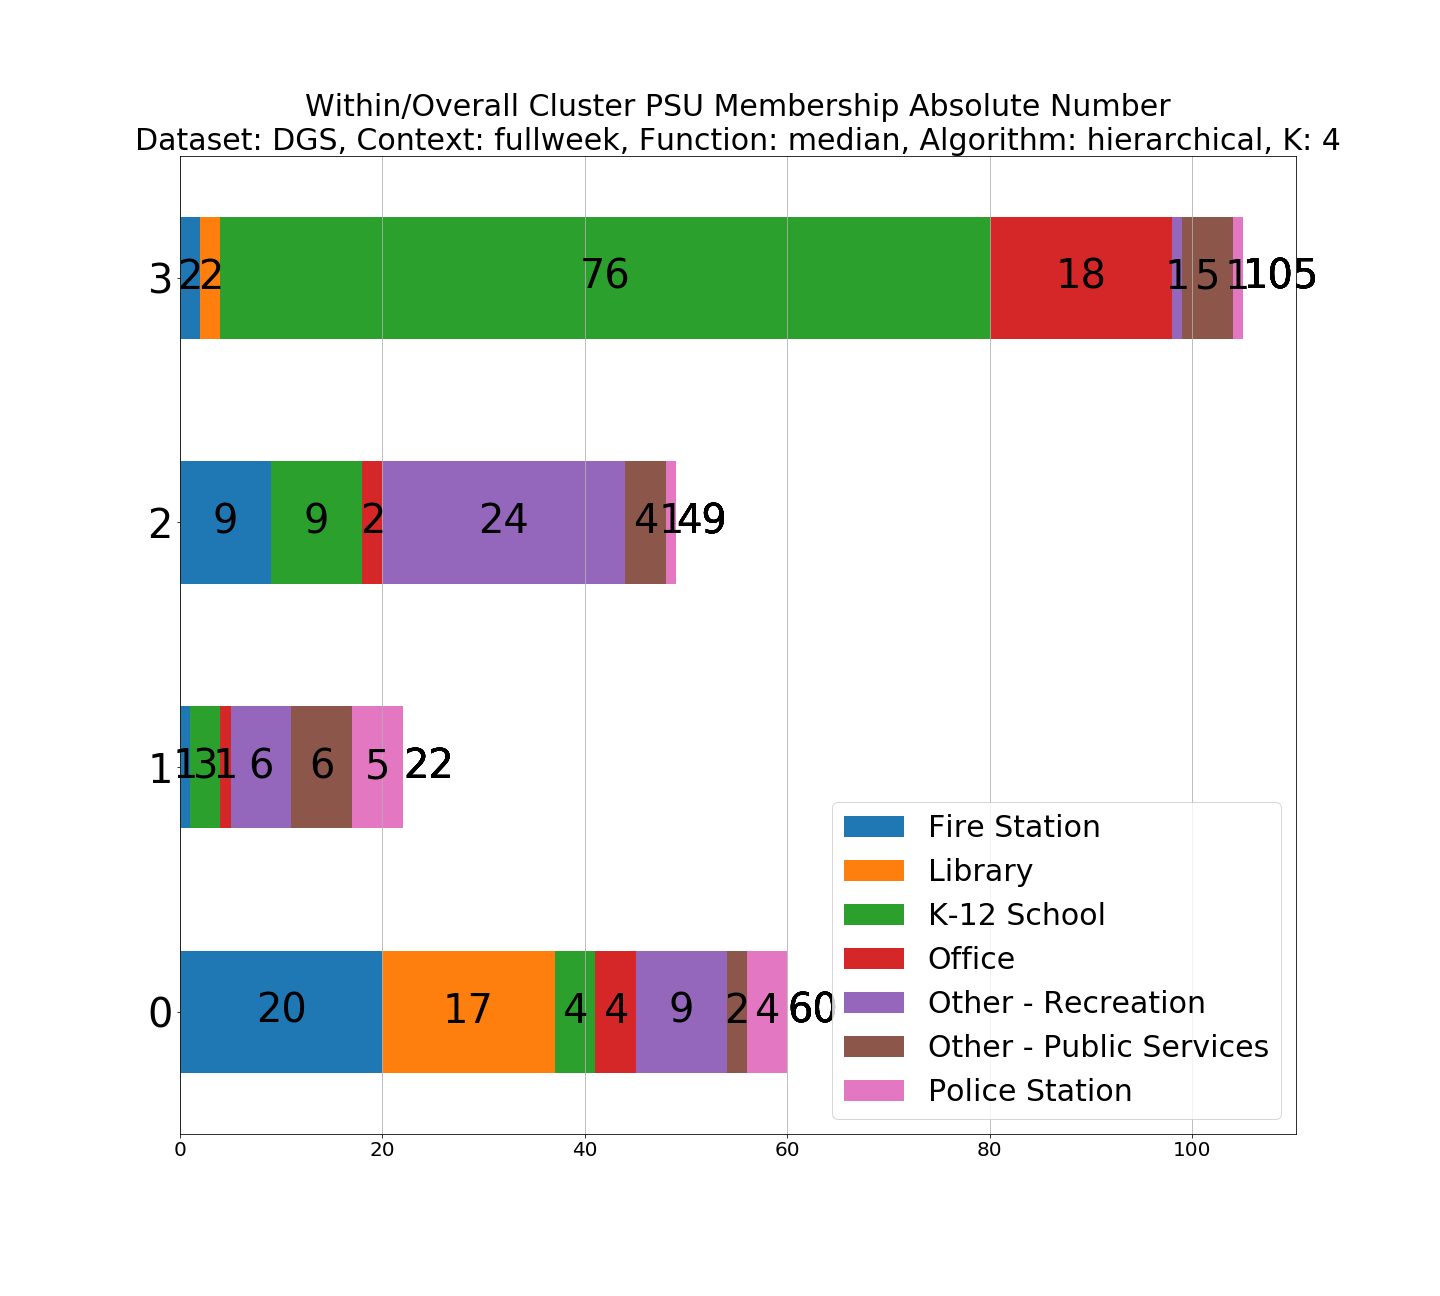 Within/Overall Cluster PSU Membership Absolute Number
Dataset: DGS, Context: fullweek, Function: median, Algorithm: hierarchical, K: 4
3 2 2 76 18 1 5 1 105
2 9 9 2 24 4 1 49
1 1 3 1 6 6 5 22
0 20 17 4 4 9 2 4 60
Fire Station
Library
K-12 School
Office
Other - Recreation
Other - Public Services
Police Station
0 20 40 60 80 100